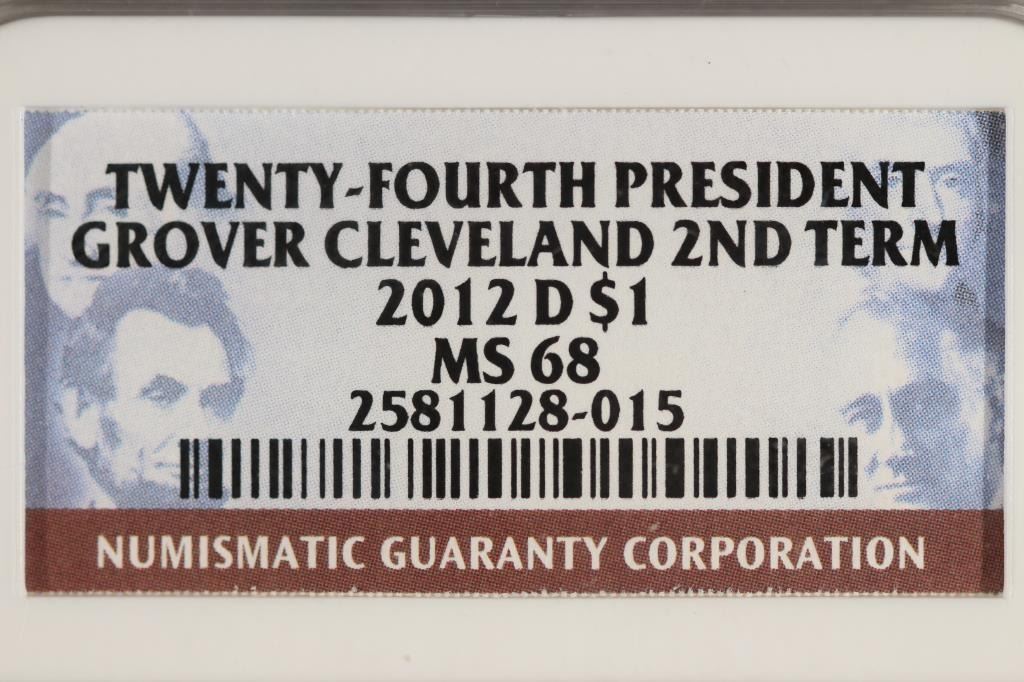 TWENTY-FOURTH PRESIDENT
GROVER CLEVELAND 2ND TERM
2012 D $1
MS 68
2581128-015
NUMISMATIC GUARANTY CORPORATION